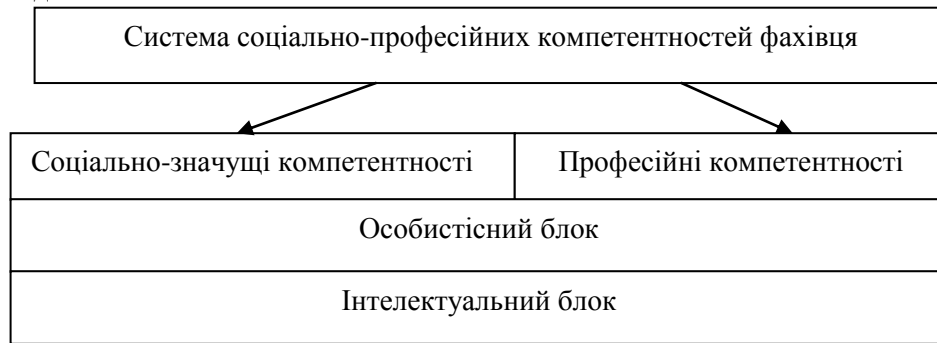 Система соціально-професійних компетентностей фахівця
Соціально-значущі компетентності
Професійні компетентності
Особистісний блок
Інтелектуальний блок